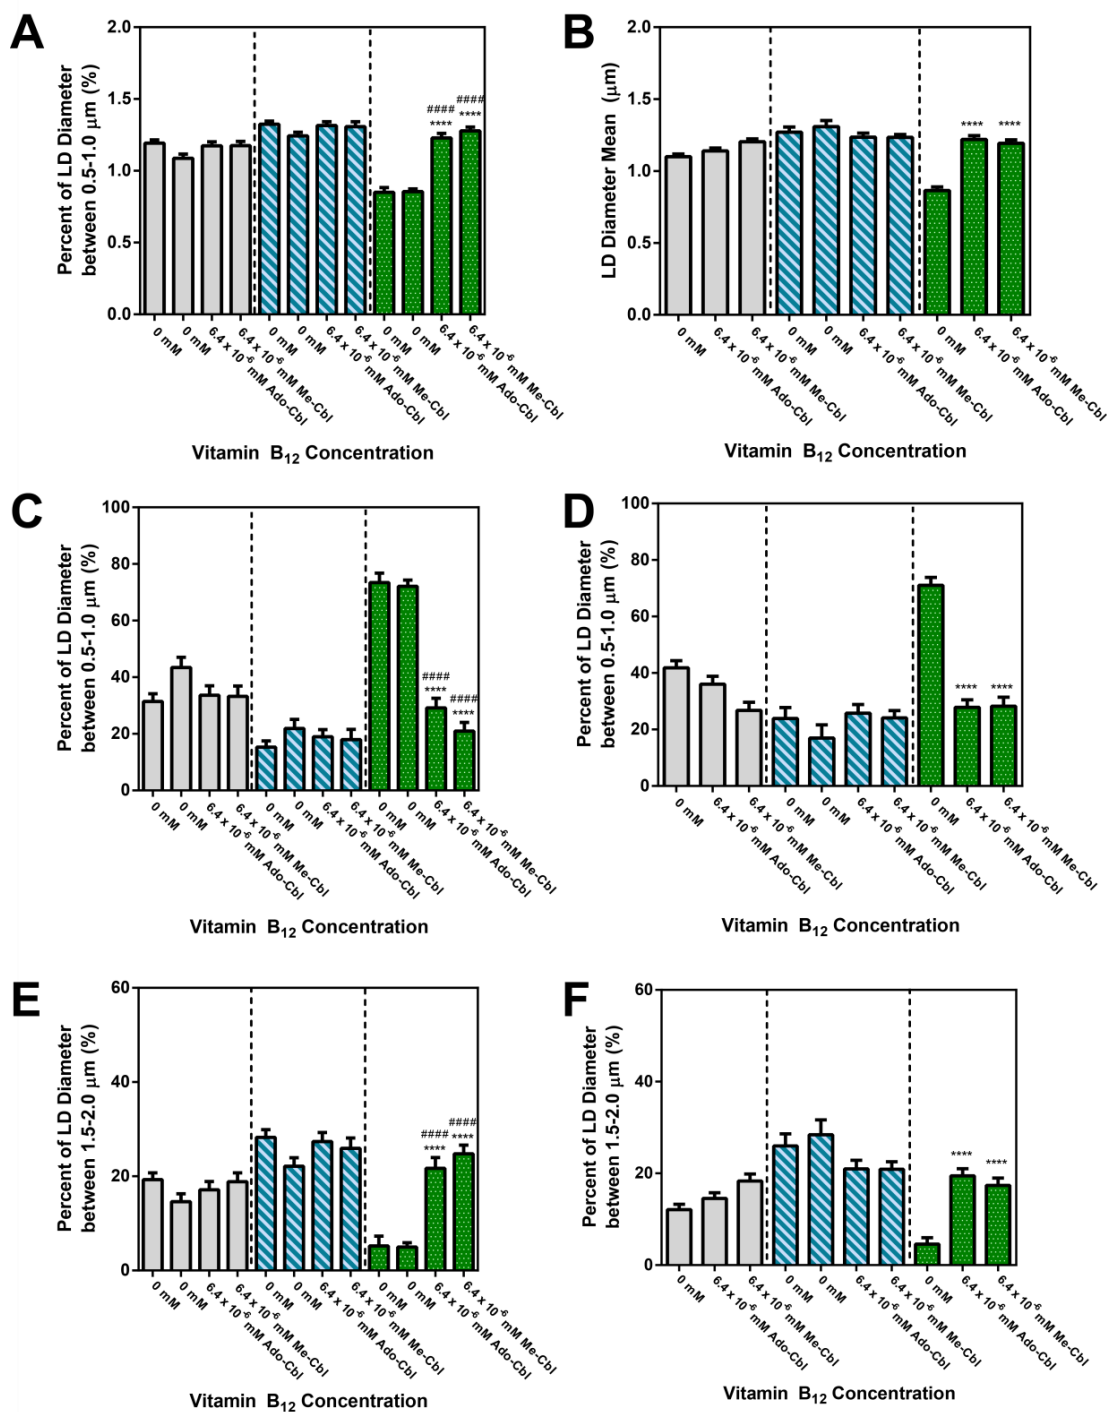 A
Percent of LD Diameter
between 0.5-1.0 μm (%)
2.0
1.5
1.0
0.5
0.0
####
****
####
****
0 mM
0 mM
6.4 x 10-6 mM Ado-Cbl
6.4 x 10-6 mM Me-Cbl
0 mM
0 mM
6.4 x 10-6 mM Ado-Cbl
6.4 x 10-6 mM Me-Cbl
0 mM
0 mM
6.4 x 10-6 mM Ado-Cbl
6.4 x 10-6 mM Me-Cbl
Vitamin B12 Concentration
B
LD Diameter Mean (μm)
2.0
1.5
1.0
0.5
0.0
****
****
0 mM
6.4 x 10-6 mM Ado-Cbl
6.4 x 10-6 mM Me-Cbl
0 mM
0 mM
6.4 x 10-6 mM Ado-Cbl
6.4 x 10-6 mM Me-Cbl
0 mM
6.4 x 10-6 mM Ado-Cbl
6.4 x 10-6 mM Me-Cbl
Vitamin B12 Concentration
C
Percent of LD Diameter
between 0.5-1.0 μm (%)
100
80
60
40
20
0
####
****
####
****
0 mM
0 mM
6.4 x 10-6 mM Ado-Cbl
6.4 x 10-6 mM Me-Cbl
0 mM
0 mM
6.4 x 10-6 mM Ado-Cbl
6.4 x 10-6 mM Me-Cbl
0 mM
0 mM
6.4 x 10-6 mM Ado-Cbl
6.4 x 10-6 mM Me-Cbl
Vitamin B12 Concentration
D
Percent of LD Diameter
between 0.5-1.0 μm (%)
100
80
60
40
20
0
****
****
0 mM
6.4 x 10-6 mM Ado-Cbl
6.4 x 10-6 mM Me-Cbl
0 mM
0 mM
6.4 x 10-6 mM Ado-Cbl
6.4 x 10-6 mM Me-Cbl
0 mM
6.4 x 10-6 mM Ado-Cbl
6.4 x 10-6 mM Me-Cbl
Vitamin B12 Concentration
E
Percent of LD Diameter
between 1.5-2.0 μm (%)
60
40
20
0
####
****
####
****
0 mM
0 mM
6.4 x 10-6 mM Ado-Cbl
6.4 x 10-6 mM Me-Cbl
0 mM
0 mM
6.4 x 10-6 mM Ado-Cbl
6.4 x 10-6 mM Me-Cbl
0 mM
0 mM
6.4 x 10-6 mM Ado-Cbl
6.4 x 10-6 mM Me-Cbl
Vitamin B12 Concentration
F
Percent of LD Diameter
between 1.5-2.0 μm (%)
60
40
20
0
****
****
0 mM
6.4 x 10-6 mM Ado-Cbl
6.4 x 10-6 mM Me-Cbl
0 mM
0 mM
6.4 x 10-6 mM Ado-Cbl
6.4 x 10-6 mM Me-Cbl
0 mM
6.4 x 10-6 mM Ado-Cbl
6.4 x 10-6 mM Me-Cbl
Vitamin B12 Concentration